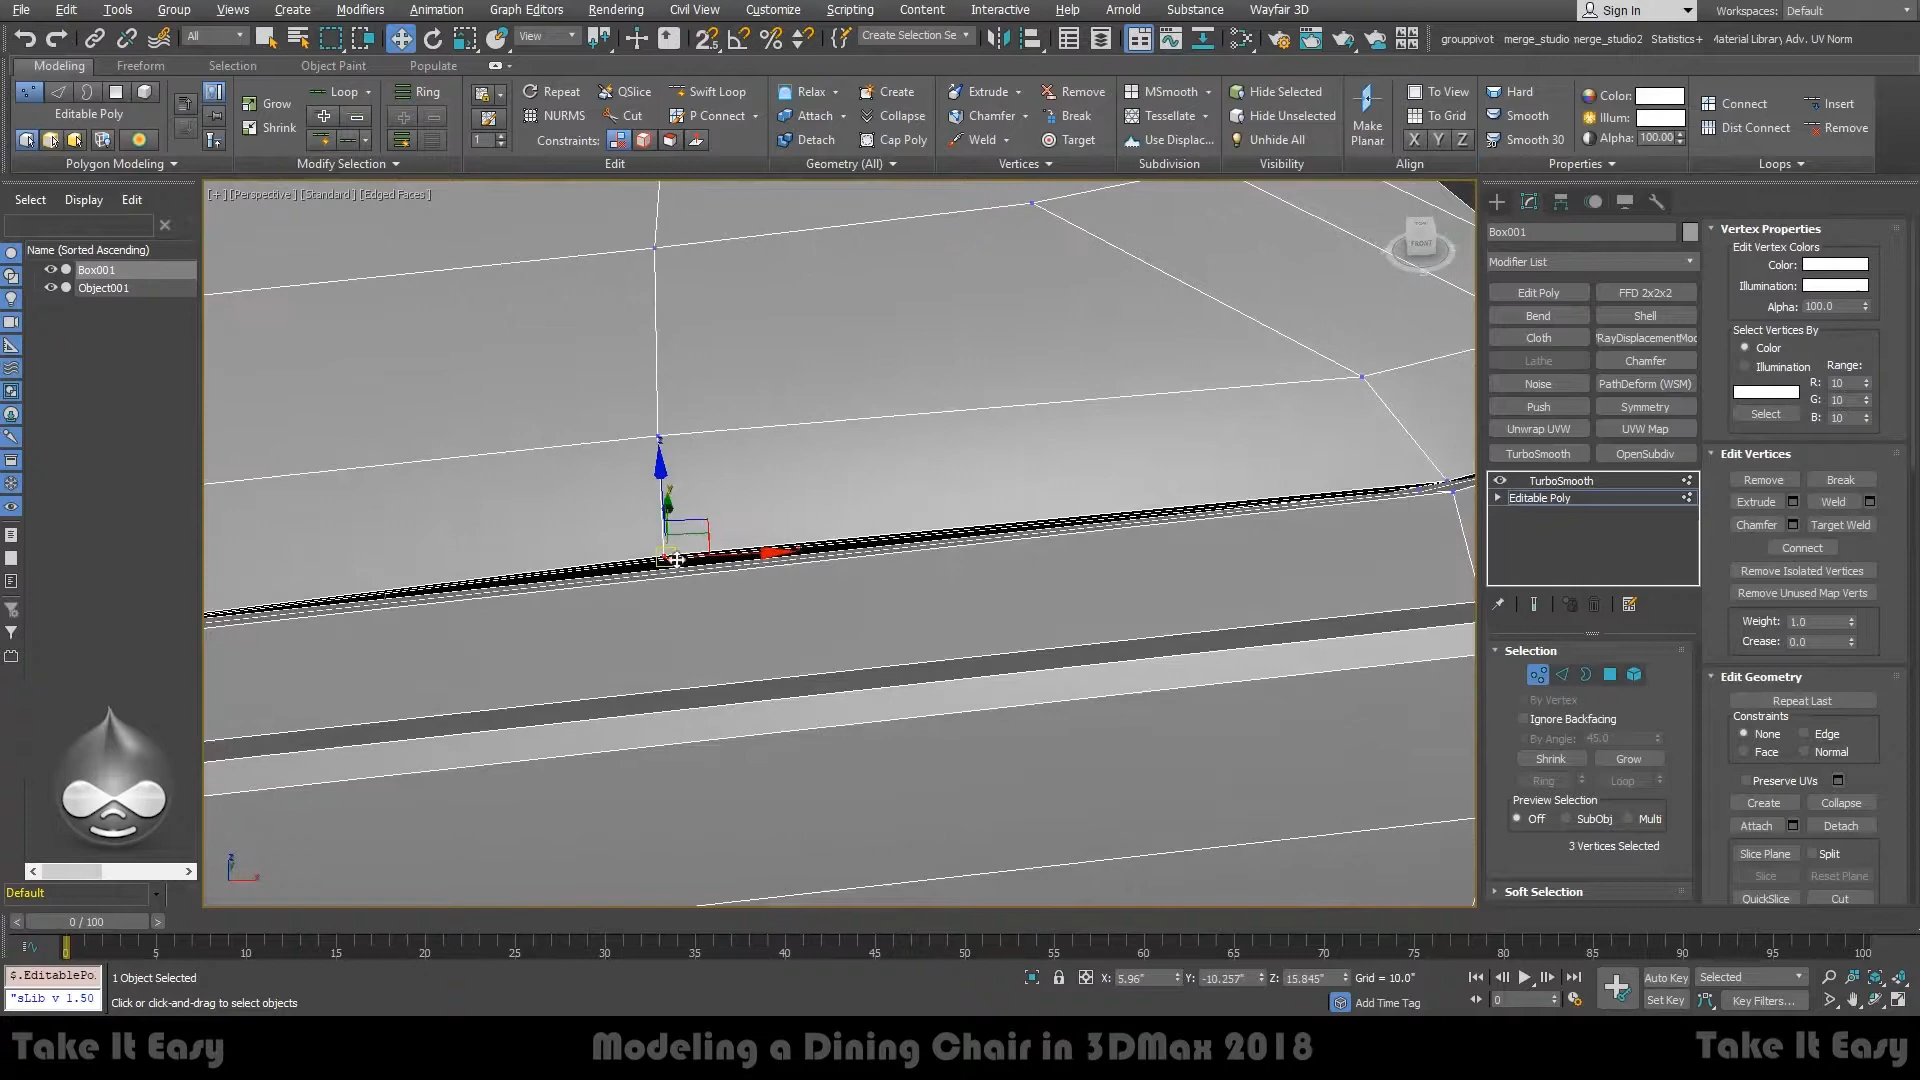 File Edit Tools Group Views Create Modifiers Animation Graph Editors Rendering Civil View Customize Scripting Content Interactive Help Arnold Substance Wayfair 3D Sign In Workspaces: Default
All View Create Selection Se grouppivot merge_studio Statistics+ Adv. UV Norm
Modeling Freeform Selection Object Paint Populate
Grow Loop Ring Repeat QSlice Swift Loop Relax Create Extrude Remove MSmooth Hide Selected To View Hard Color: Connect Insert
Editable Poly NURMS Cut P Connect Attach Collapse Chamfer Break Tessellate Hide Unselected Make Planar To Grid Smooth Illum: Dist Connect Remove
Shrink 1 Constraints: Detach Cap Poly Weld Target Use Displac... Unhide All X Y Z Smooth 30 Alpha: 100.00
Polygon Modeling Modify Selection Edit Geometry (All) Vertices Subdivision Visibility Align Properties Loops
Select Display Edit
Name (Sorted Ascending)
Box001
Object001
Default
[+] [Perspective] [Standard] [Edged Faces]
FRONT
Box001
Modifier List
Edit Poly FFD 2x2x2
Bend Shell
Cloth
Lathe Chamfer
Noise PathDeform (WSM)
Push Symmetry
Unwrap UVW UVW Map
TurboSmooth OpenSubdiv
TurboSmooth
Editable Poly
Selection
By Vertex
Ignore Backfacing
By Angle: 45.0
Shrink Grow
Ring Loop
Preview Selection
Off SubObj Multi
3 Vertices Selected
Soft Selection
Vertex Properties
Edit Vertex Colors
Color:
Illumination:
Alpha: 100.0
Select Vertices By
Color
Illumination Range:
R: 10
G: 10
Select B: 10
Edit Vertices
Remove Break
Extrude Weld
Chamfer Target Weld
Connect
Remove Isolated Vertices
Remove Unused Map Verts
Weight: 1.0
Crease: 0.0
Edit Geometry
Repeat Last
Constraints
None Edge
Face Normal
Preserve UVs
Create Collapse
Attach Detach
Slice Plane Split
Slice Reset Plane
QuickSlice Cut
< 0 / 100 >
0 5 10 15 20 25 30 35 40 45 50 55 60 65 70 75 80 85 90 95 100
1 Object Selected X: 5.96" Y: -10.257" Z: 15.845" Grid = 10.0" Auto Key Selected
"sLib v 1.50 Click or click-and-drag to select objects Add Time Tag 0 Set Key Key Filters...
Take It Easy Modeling a Dining Chair in 3DMax 2018 Take It Easy